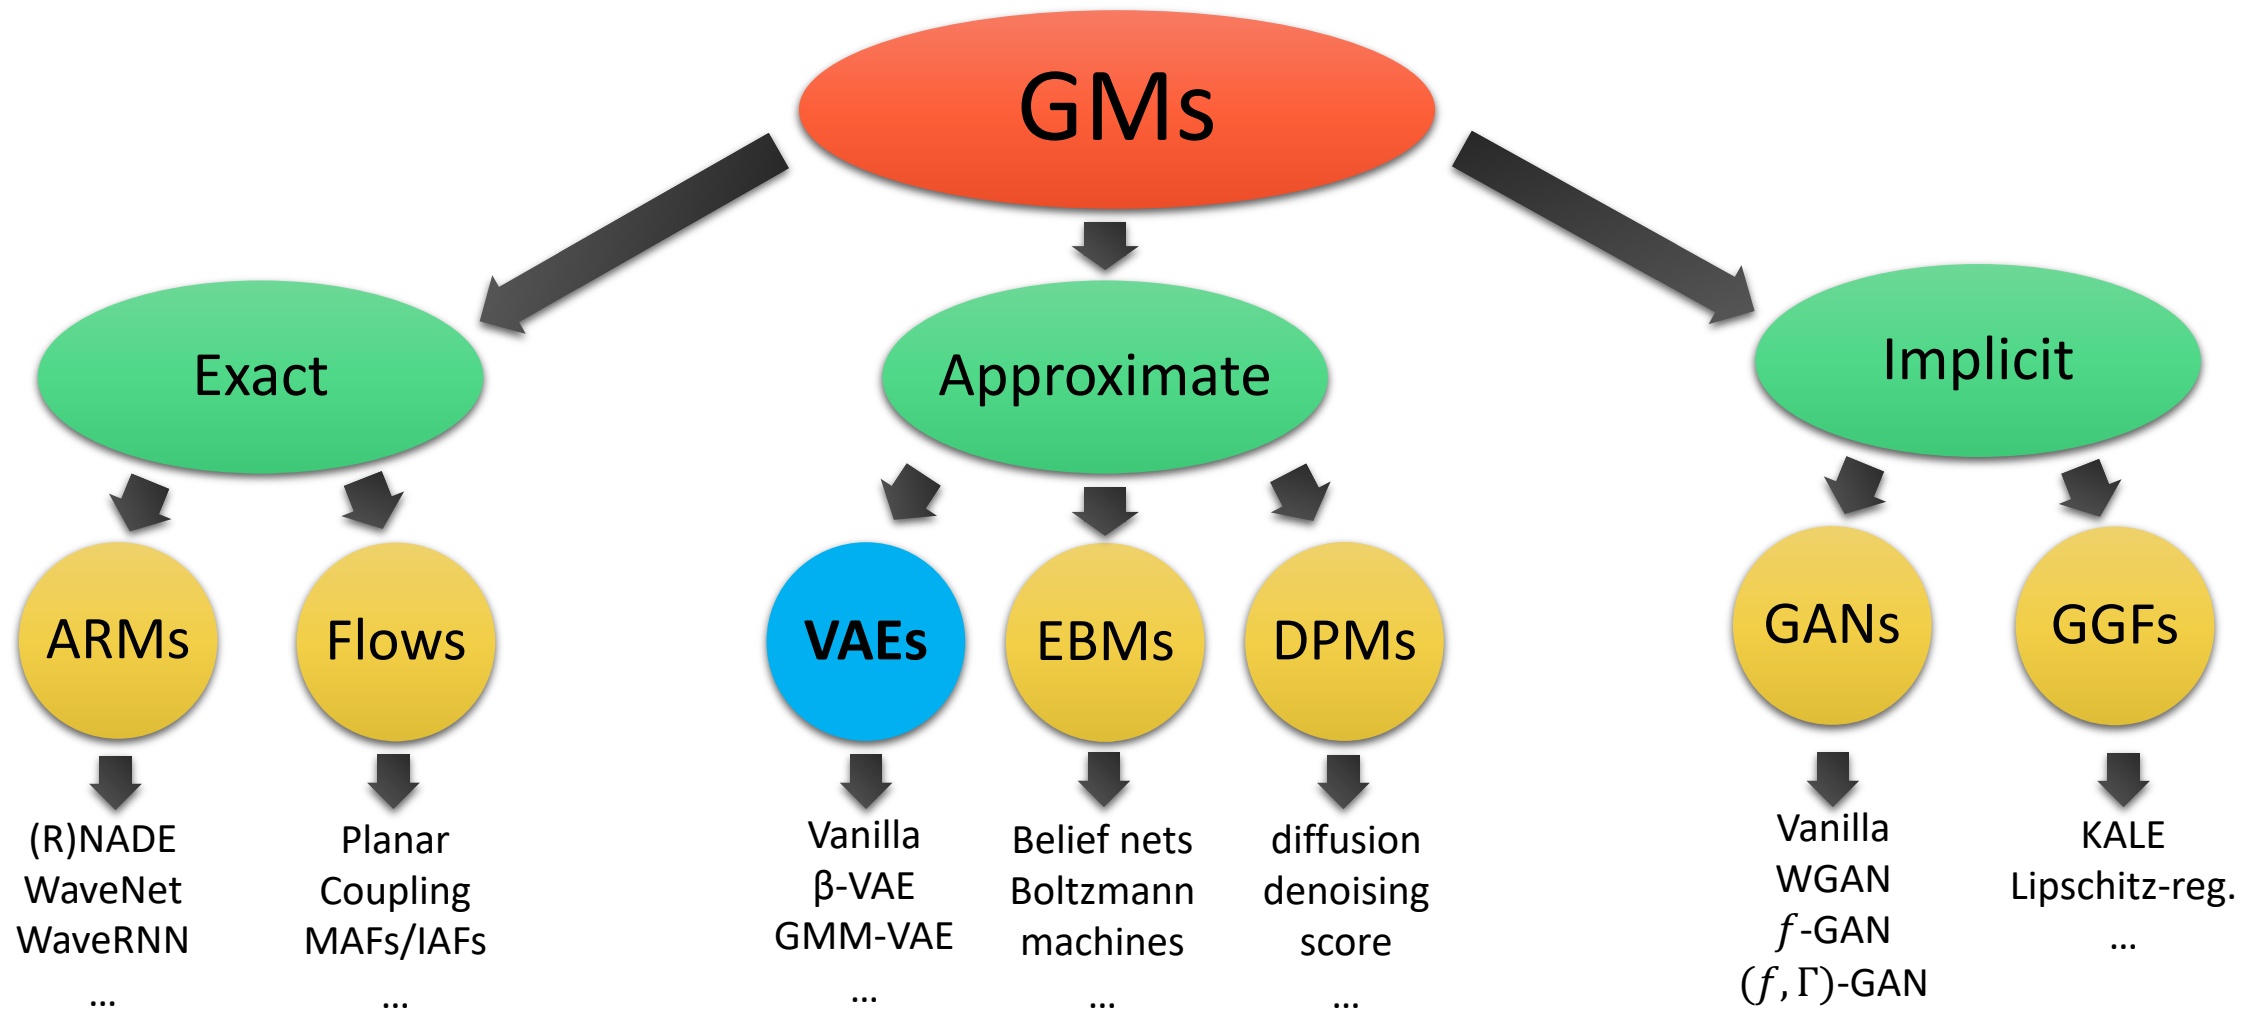 GMs
Exact
Approximate
Implicit
ARMs
Flows
VAEs
EBMs
DPMs
GANs
GGFs
(R)NADE
WaveNet
WaveRNN
...
Planar
Coupling
MAFs/IAFs
...
Vanilla
β-VAE
GMM-VAE
...
Belief nets
Boltzmann
machines
...
diffusion
denoising
score
...
Vanilla
WGAN
f-GAN
(f, Γ)-GAN
KALE
Lipschitz-reg.
...